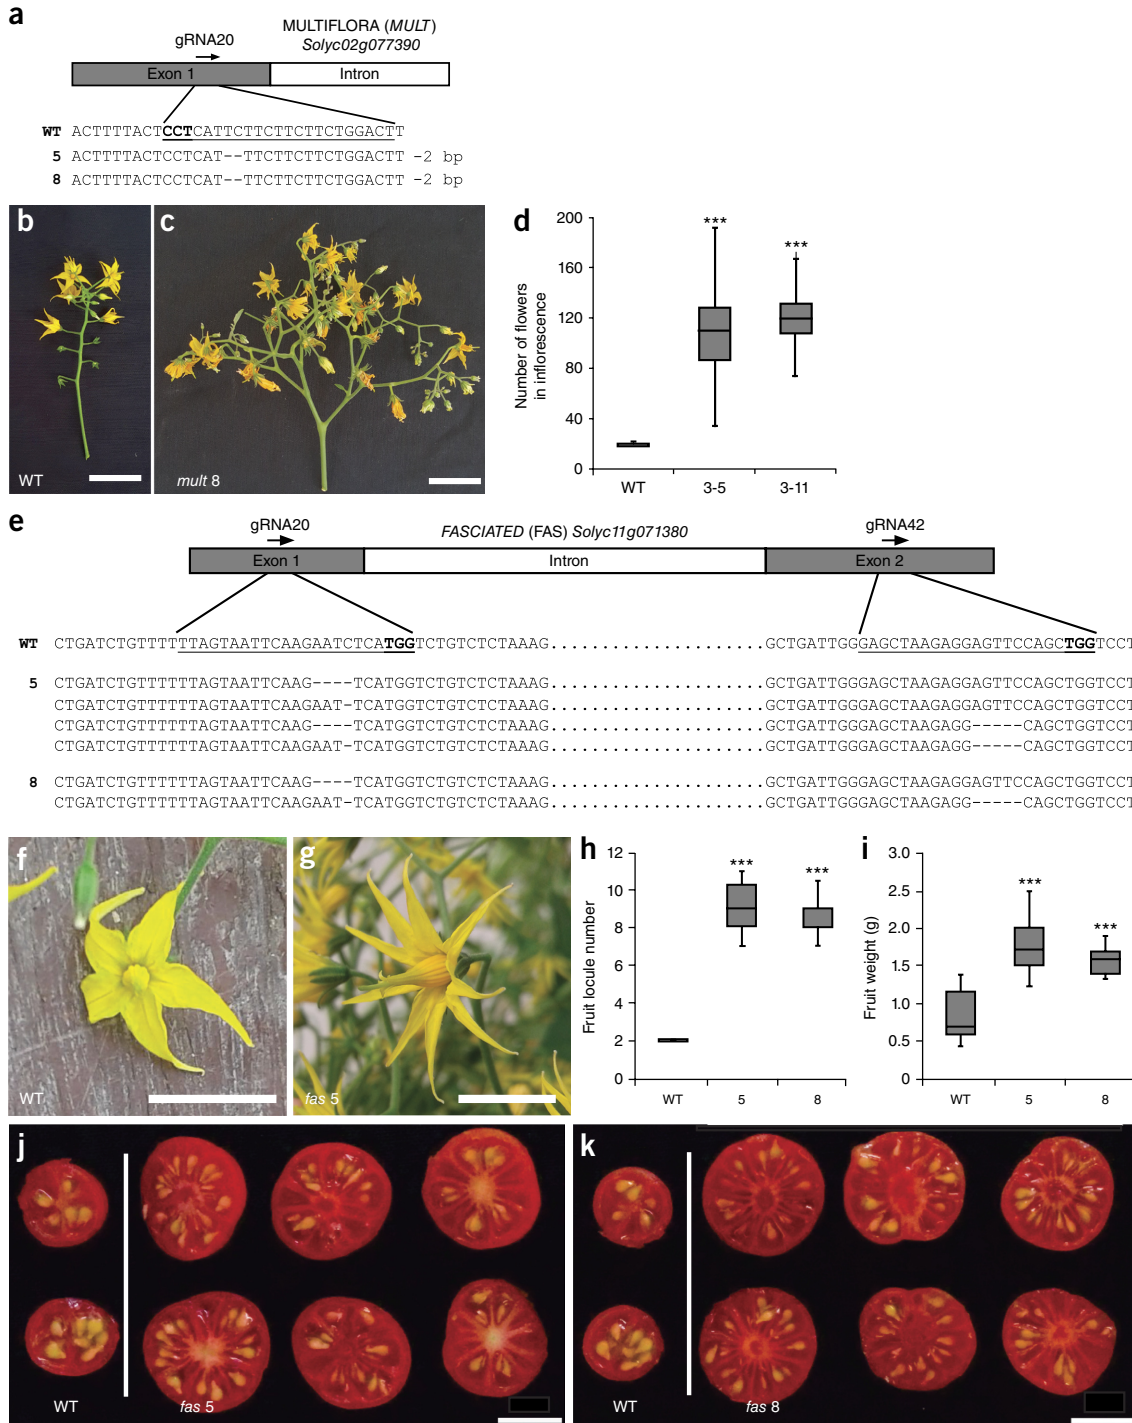 a
MULTIFLORA (MULT)
Solyc02g077390
gRNA20
Exon 1 Intron
WT ACTTTTACTCCTCATTCTTCTTCTTCTGGACTT
5 ACTTTTACTCCTCAT--TTCTTCTTCTGGACTT -2 bp
8 ACTTTTACTCCTCAT--TTCTTCTTCTGGACTT -2 bp
b
WT
c
mult 8
d
Number of flowers
in inflorescence
200
160
120
80
40
0
*** ***
WT 3-5 3-11
e
gRNA20 FASCIATED (FAS) Solyc11g071380 gRNA42
Exon 1 Intron Exon 2
WT CTGATCTGTTTTTTAGTAATTCAAGAATCTCATGGTCTGTCTCTAAAG.....................GCTGATTGGGAGCTAAGAGGAGTTCCAGCTGGTCCT
5 CTGATCTGTTTTTTAGTAATTCAAG----TCATGGTCTGTCTCTAAAG.....................GCTGATTGGGAGCTAAGAGGAGTTCCAGCTGGTCCT
CTGATCTGTTTTTTAGTAATTCAAGAAT-TCATGGTCTGTCTCTAAAG.....................GCTGATTGGGAGCTAAGAGGAGTTCCAGCTGGTCCT
CTGATCTGTTTTTTAGTAATTCAAG----TCATGGTCTGTCTCTAAAG.....................GCTGATTGGGAGCTAAGAGG-----CAGCTGGTCCT
CTGATCTGTTTTTTAGTAATTCAAGAAT-TCATGGTCTGTCTCTAAAG.....................GCTGATTGGGAGCTAAGAGG-----CAGCTGGTCCT
8 CTGATCTGTTTTTTAGTAATTCAAG----TCATGGTCTGTCTCTAAAG.....................GCTGATTGGGAGCTAAGAGGAGTTCCAGCTGGTCCT
CTGATCTGTTTTTTAGTAATTCAAGAAT-TCATGGTCTGTCTCTAAAG.....................GCTGATTGGGAGCTAAGAGG-----CAGCTGGTCCT
f
WT
g
fas 5
h
Fruit locule number
12
10
8
6
4
2
0
*** ***
WT 5 8
i
Fruit weight (g)
3.0
2.5
2.0
1.5
1.0
0.5
0
*** ***
WT 5 8
j
WT fas 5
k
WT fas 8